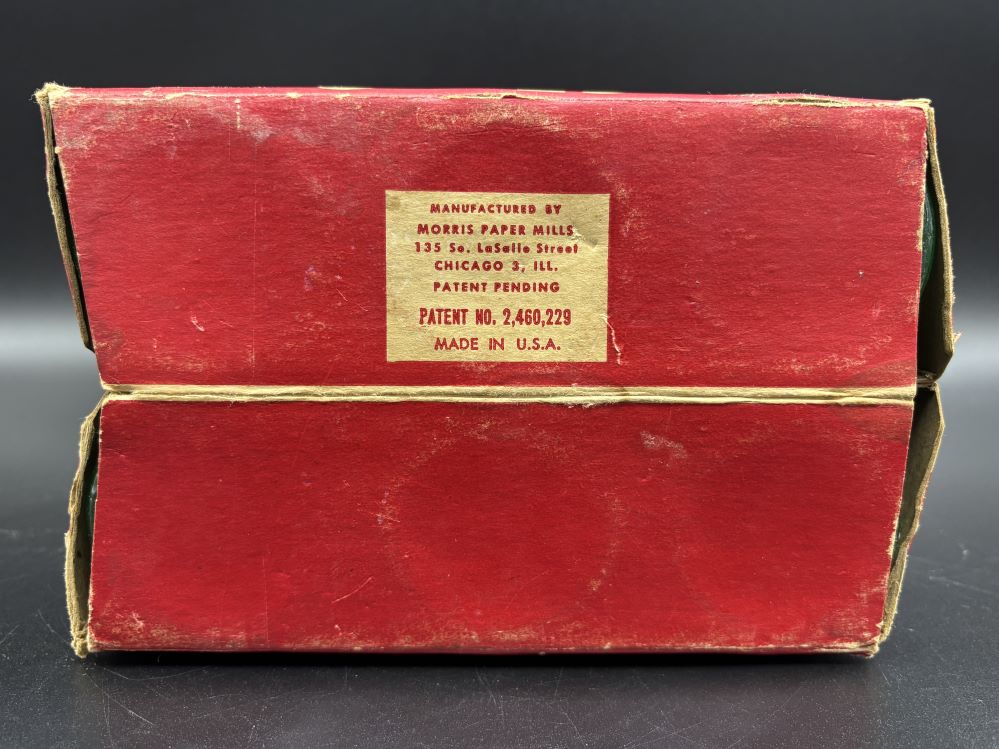 MANUFACTURED BY
MORRIS PAPER MILLS
135 So. LaSalle Street
CHICAGO 3, ILL.
PATENT PENDING
PATENT NO. 2,460,229
MADE IN U.S.A.